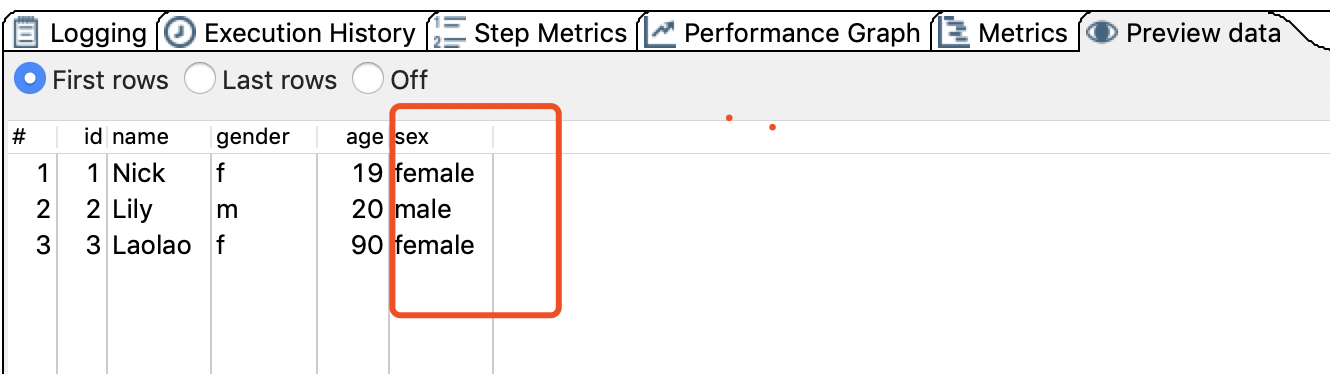 Logging Execution History Step Metrics Performance Graph Metrics Preview data
First rows Last rows Off
# id name gender age sex
1 1 Nick f 19 female
2 2 Lily m 20 male
3 3 Laolao f 90 female